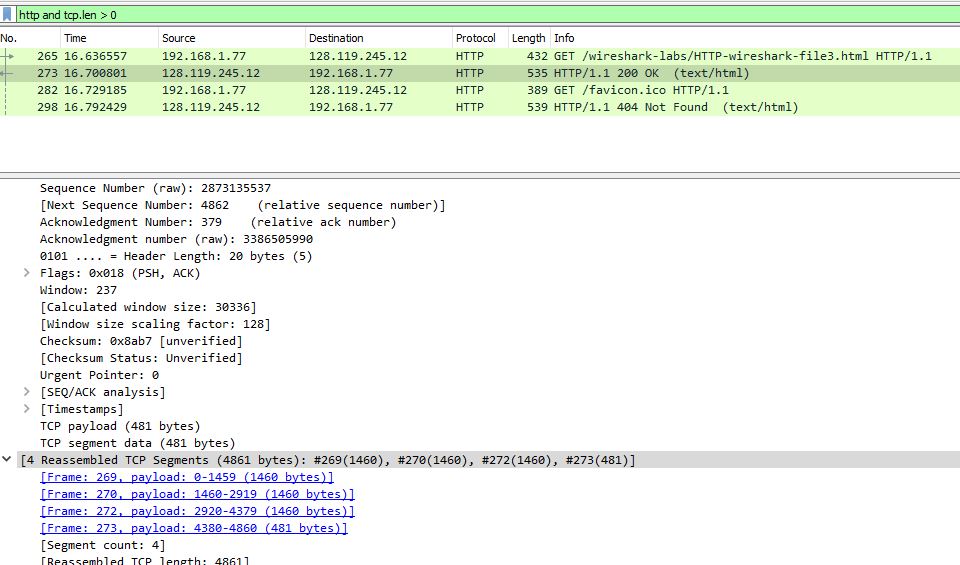 http and tcp.len > 0
No. Time Source Destination Protocol Length Info
265 16.636557 192.168.1.77 128.119.245.12 HTTP 432 GET /wireshark-labs/HTTP-wireshark-file3.html HTTP/1.1
273 16.700801 128.119.245.12 192.168.1.77 HTTP 535 HTTP/1.1 200 OK (text/html)
282 16.729185 192.168.1.77 128.119.245.12 HTTP 389 GET /favicon.ico HTTP/1.1
298 16.792429 128.119.245.12 192.168.1.77 HTTP 539 HTTP/1.1 404 Not Found (text/html)
Sequence Number (raw): 2873135537
[Next Sequence Number: 4862 (relative sequence number)]
Acknowledgment Number: 379 (relative ack number)
Acknowledgment number (raw): 3386505990
0101 .... = Header Length: 20 bytes (5)
Flags: 0x018 (PSH, ACK)
Window: 237
[Calculated window size: 30336]
[Window size scaling factor: 128]
Checksum: 0x8ab7 [unverified]
[Checksum Status: Unverified]
Urgent Pointer: 0
[SEQ/ACK analysis]
[Timestamps]
TCP payload (481 bytes)
TCP segment data (481 bytes)
[4 Reassembled TCP Segments (4861 bytes): #269(1460), #270(1460), #272(1460), #273(481)]
[Frame: 269, payload: 0-1459 (1460 bytes)]
[Frame: 270, payload: 1460-2919 (1460 bytes)]
[Frame: 272, payload: 2920-4379 (1460 bytes)]
[Frame: 273, payload: 4380-4860 (481 bytes)]
[Segment count: 4]
[Reassembled TCP length: 4861]